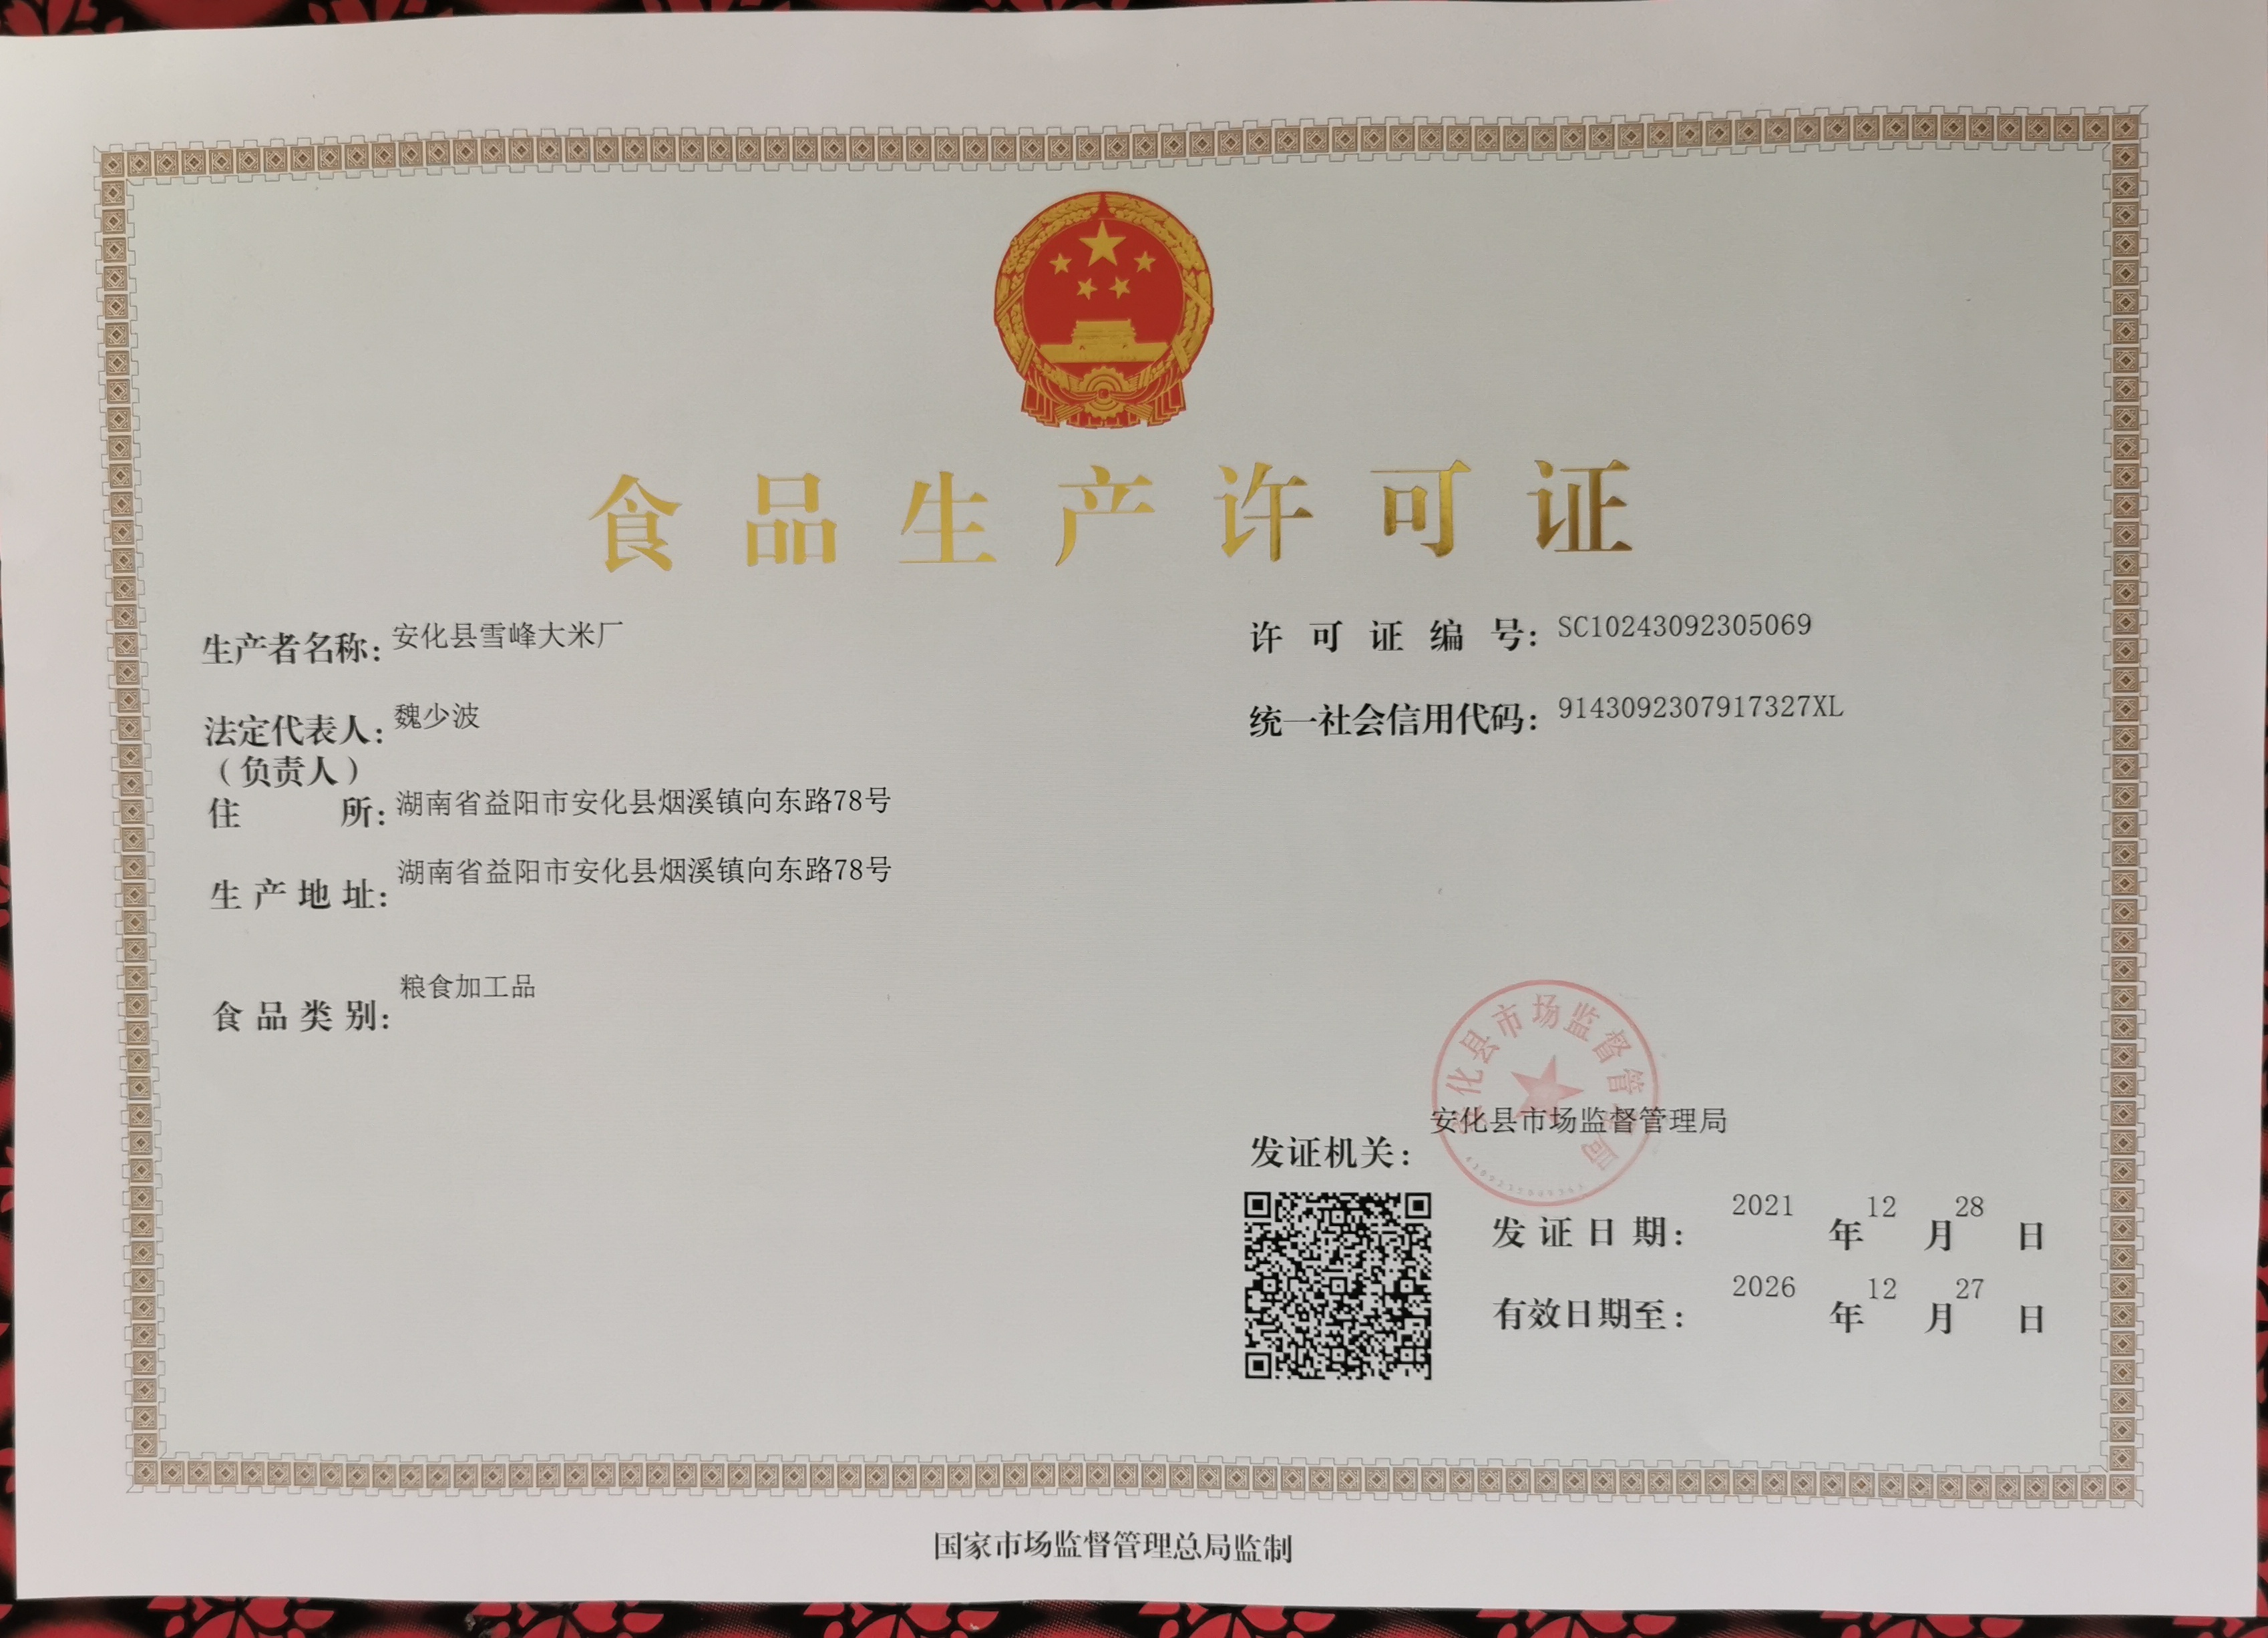 食品生产许可证
生产者名称：安化县雪峰大米厂
许可证编号：SC10243092305069
法定代表人：魏少波
（负责人）
统一社会信用代码：9143092307917327XL
住所：湖南省益阳市安化县烟溪镇向东路78号
生产地址：湖南省益阳市安化县烟溪镇向东路78号
食品类别：粮食加工品
安化县市场监督管理局
发证机关：安化县市场监督管理局
发证日期：2021年12月28日
有效日期至：2026年12月27日
国家市场监督管理总局监制